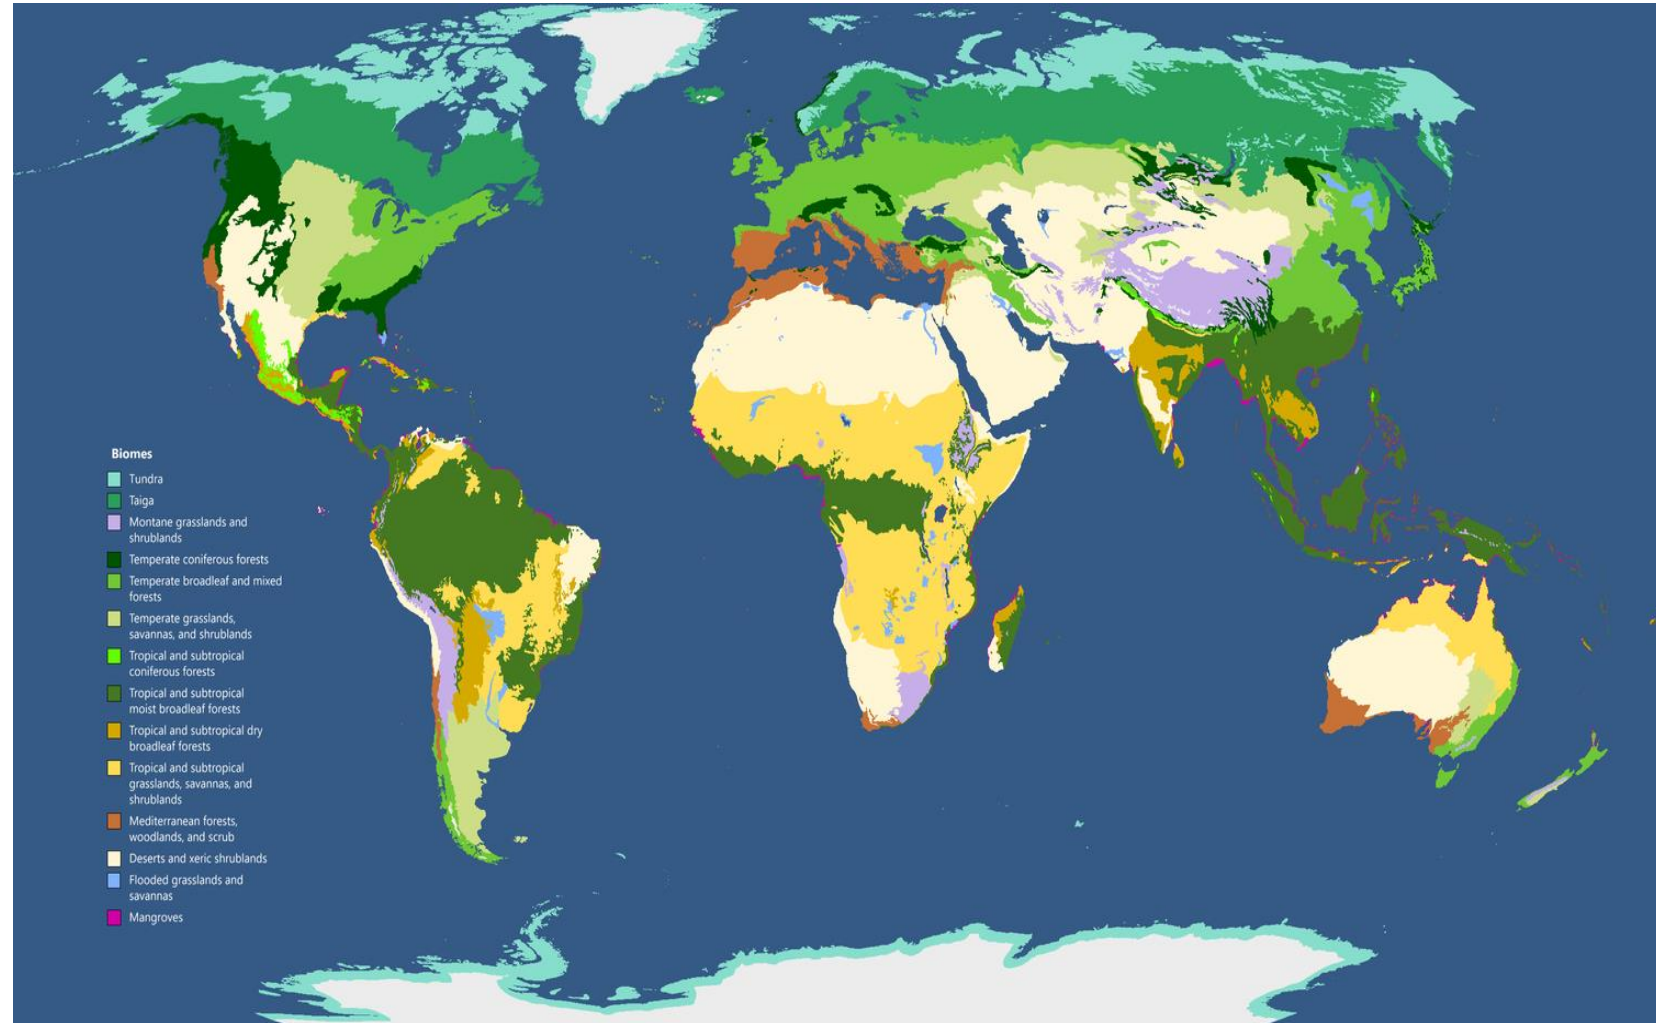 Biomes
Tundra
Taiga
Montane grasslands and
shrublands
Temperate coniferous forests
Temperate broadleaf and mixed
forests
Temperate grasslands,
savannas, and shrublands
Tropical and subtropical
coniferous forests
Tropical and subtropical
moist broadleaf forests
Tropical and subtropical dry
broadleaf forests
Tropical and subtropical
grasslands, savannas, and
shrublands
Mediterranean forests,
woodlands, and scrub
Deserts and xeric shrublands
Flooded grasslands and
savannas
Mangroves